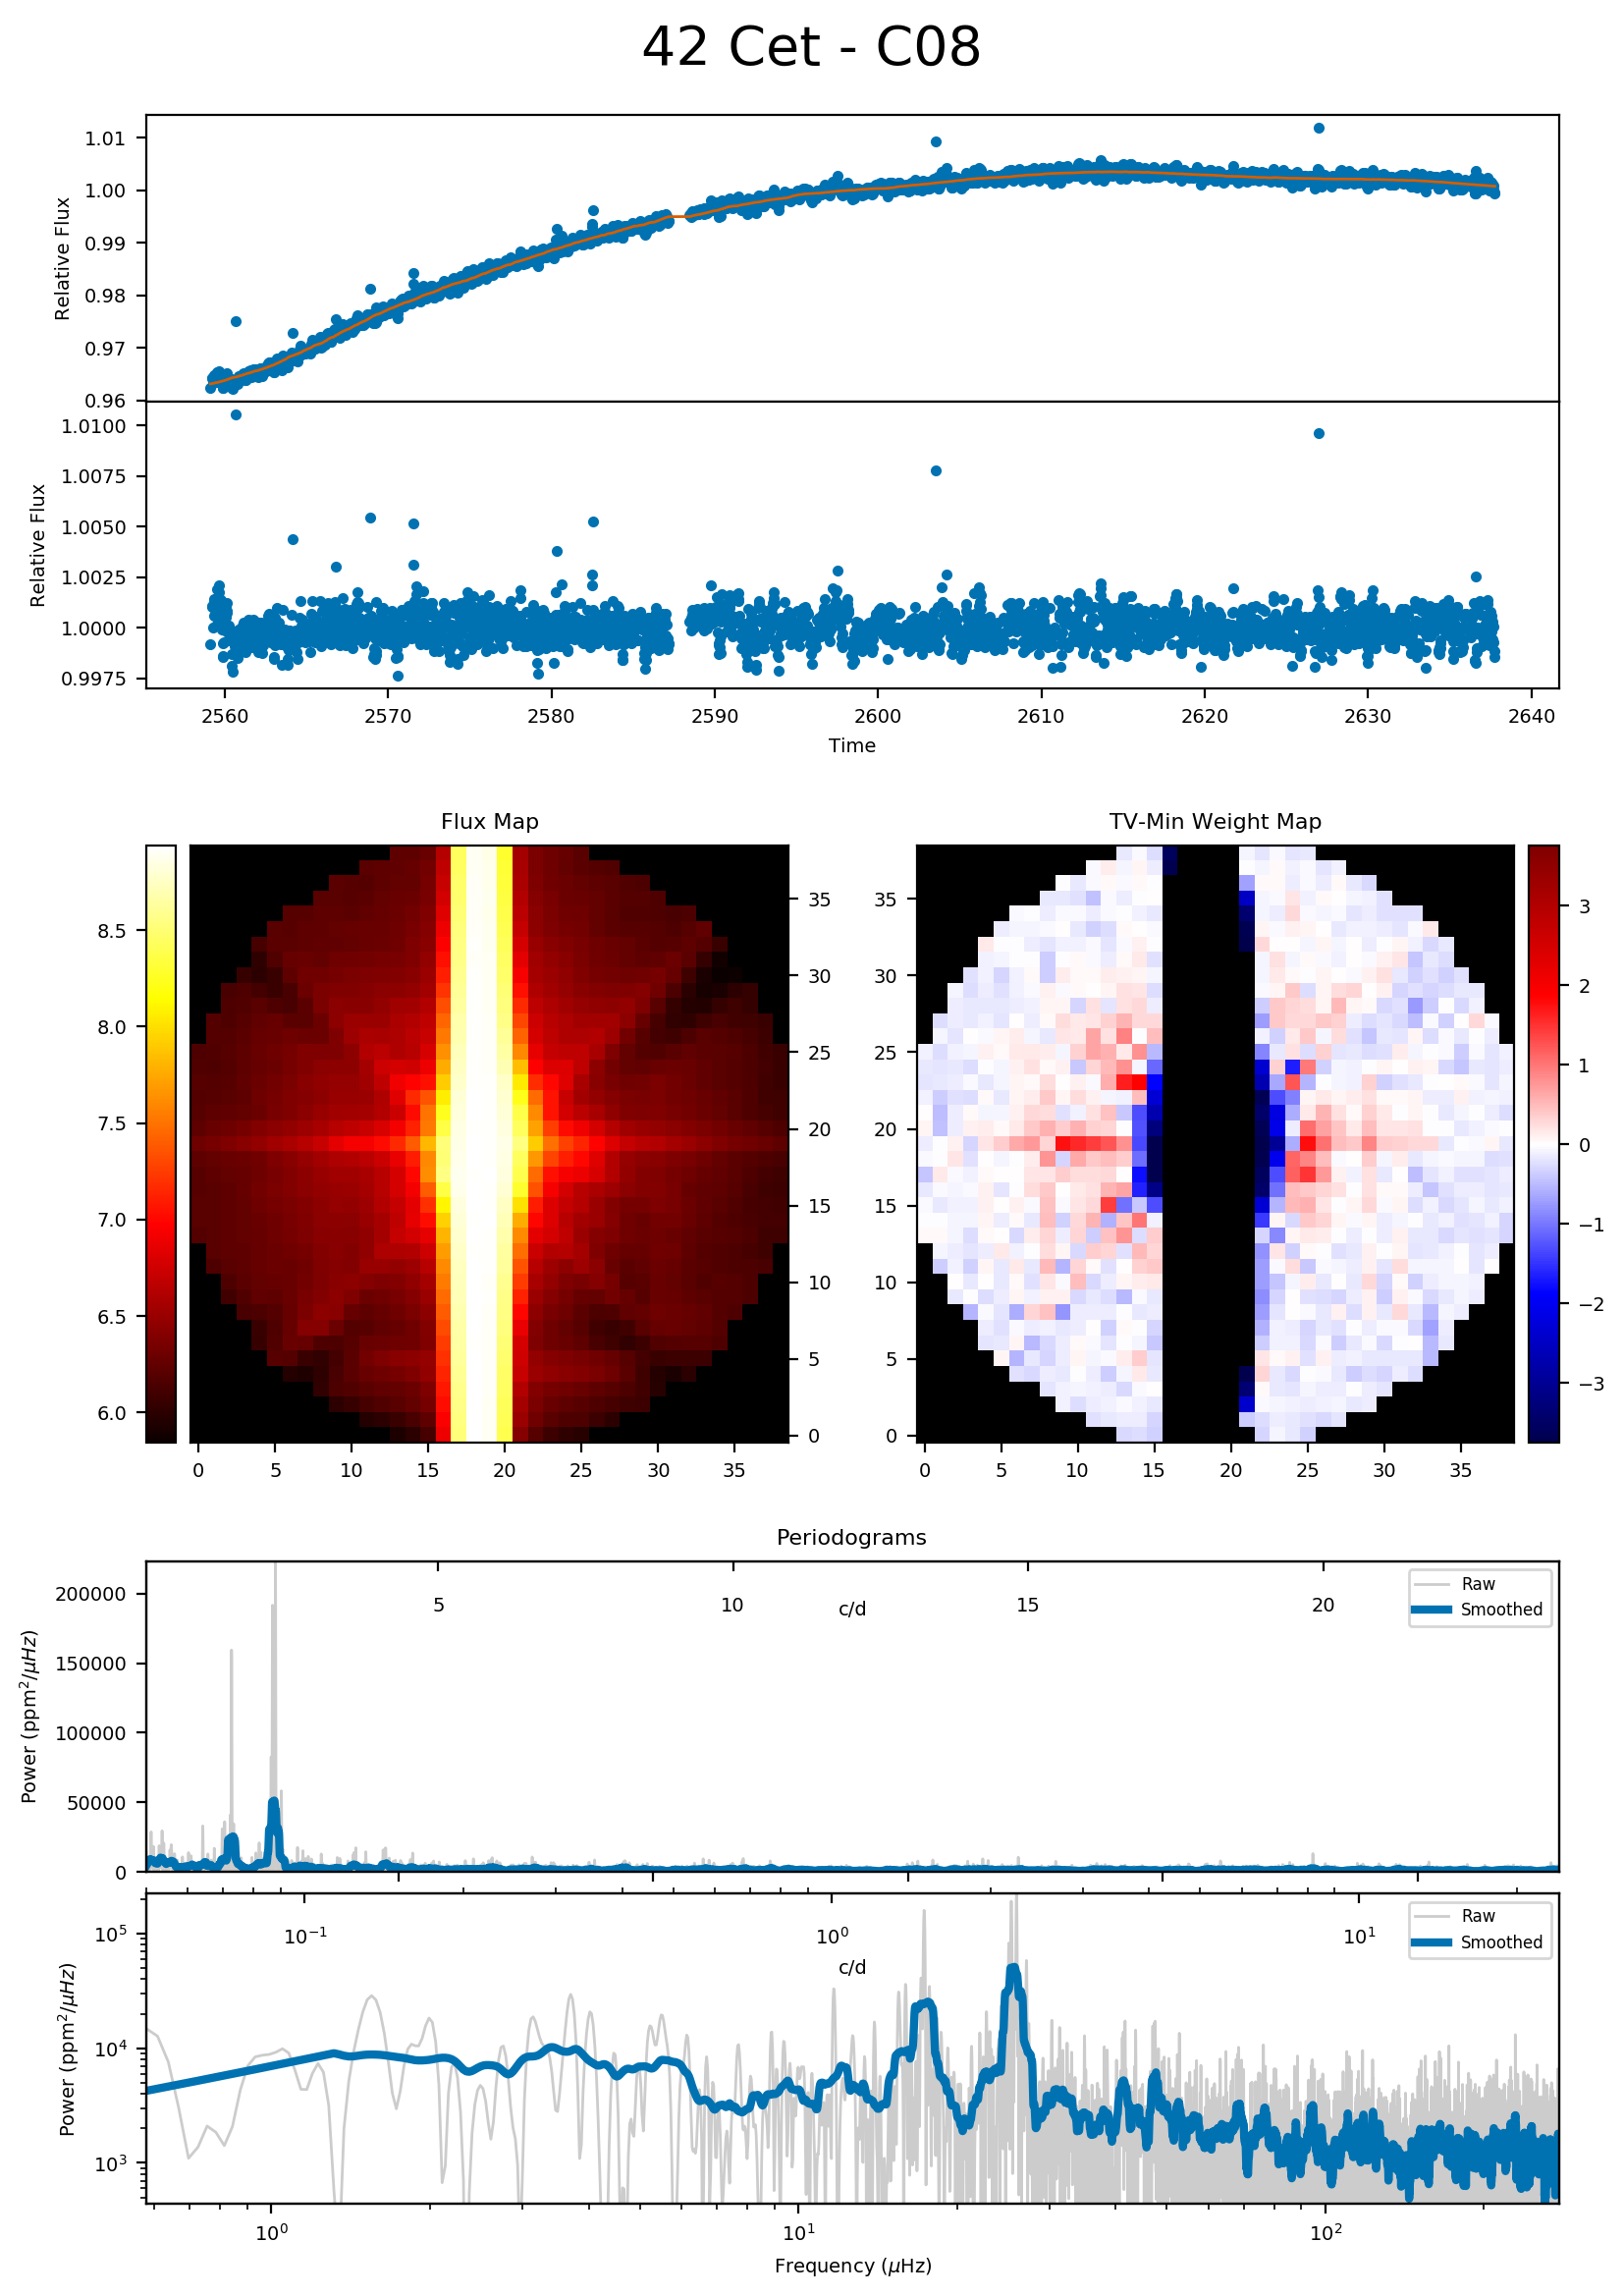 42 Cet - C08
1.01
1.00
0.99
0.98
0.97
0.96
Relative Flux
1.0100
1.0075
1.0050
1.0025
1.0000
0.9975
Relative Flux
2560 2570 2580 2590 2600 2610 2620 2630 2640
Time
Flux Map
8.5
8.0
7.5
7.0
6.5
6.0
35
30
25
20
15
10
5
0
0 5 10 15 20 25 30 35
TV-Min Weight Map
35
30
25
20
15
10
5
0
0 5 10 15 20 25 30 35
3
2
1
0
−1
−2
−3
Periodograms
200000
150000
100000
50000
0
Power (ppm²/μHz)
5 10 15 20
c/d
Raw
Smoothed
10⁵
10⁴
10³
Power (ppm²/μHz)
10⁻¹ 10⁰ 10¹
c/d
Raw
Smoothed
10⁰ 10¹ 10²
Frequency (μHz)